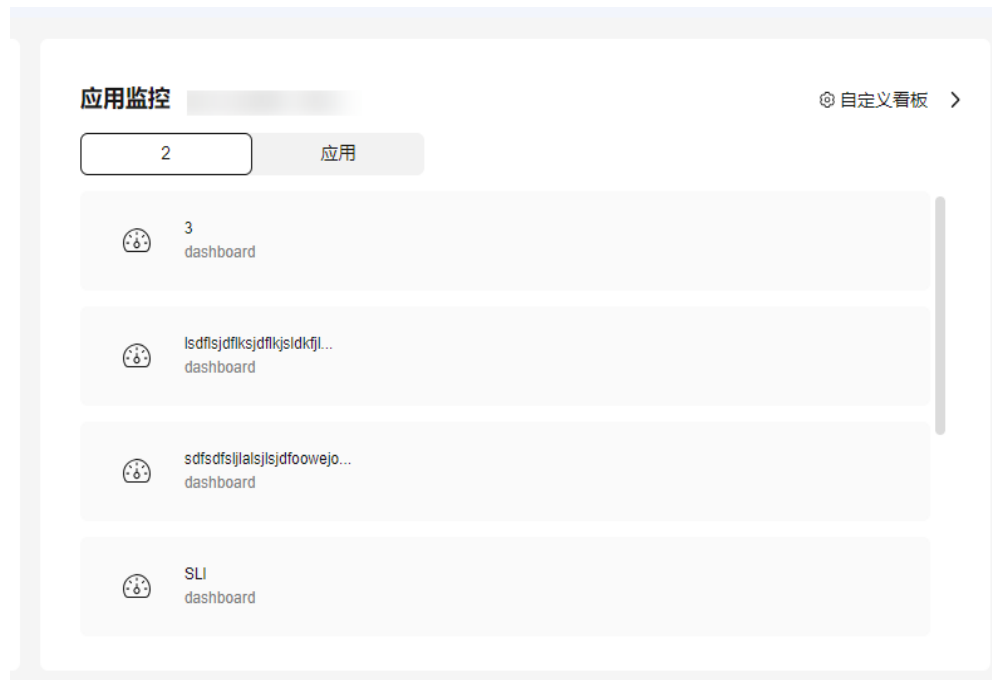 应用监控
自定义看板
2
应用
3
dashboard
lsdflsjdflksjdflkjsldkfjl...
dashboard
sdfsdfsljlalsjlsjdfoowejo...
dashboard
SLI
dashboard